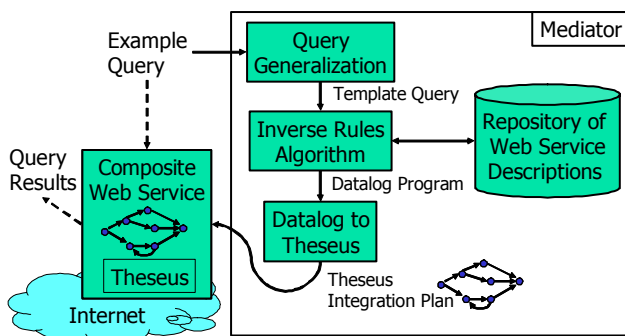 Mediator
Example
Query
Query
Generalization
Template Query
Inverse Rules
Algorithm
Repository of
Web Service
Descriptions
Datalog Program
Datalog to
Theseus
Query
Results
Composite
Web Service
Theseus
Internet
Theseus
Integration Plan